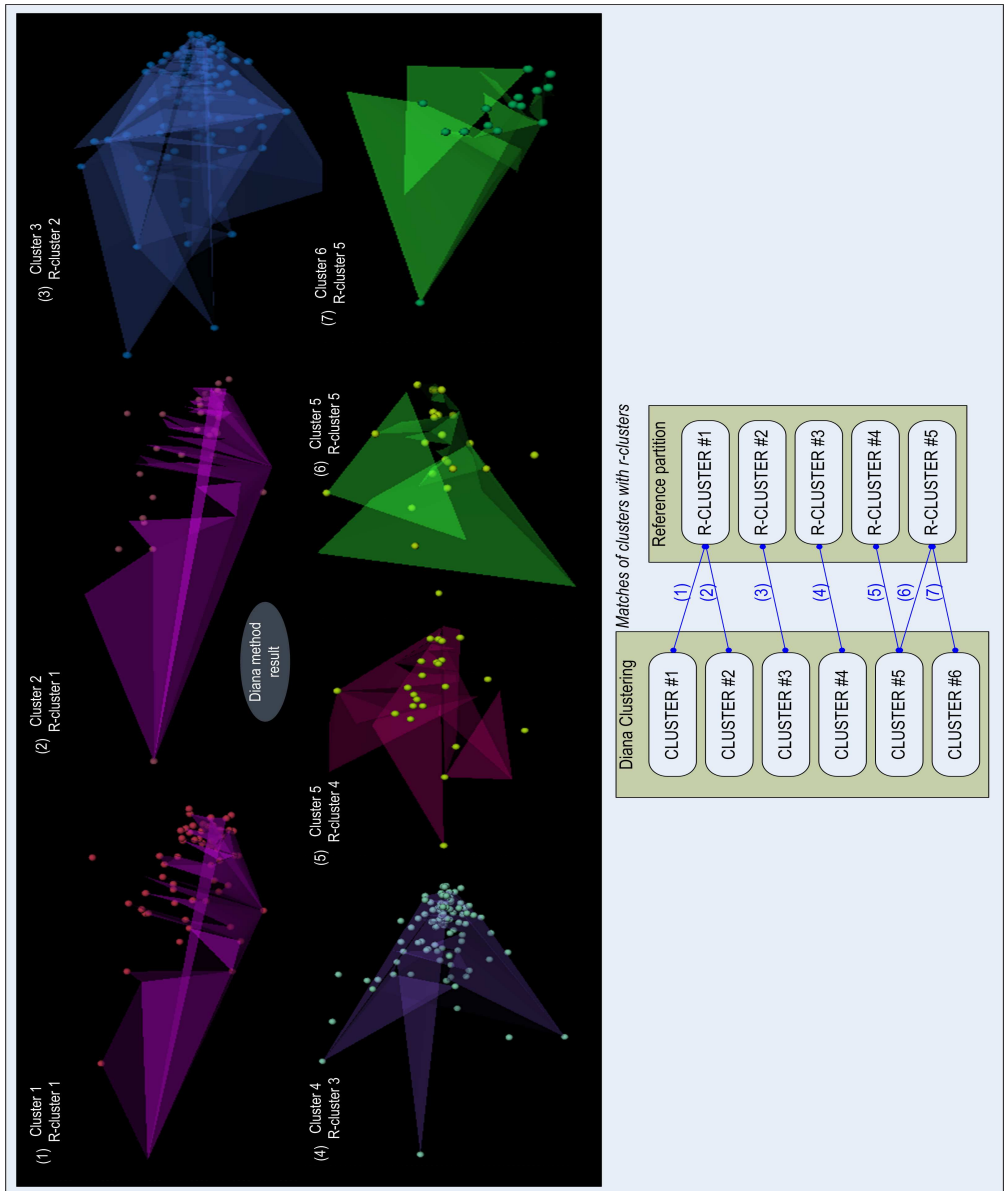 (1) Cluster 1
R-cluster 1
(2) Cluster 2
R-cluster 1
(3) Cluster 3
R-cluster 2
Diana method
result
(4) Cluster 4
R-cluster 3
(5) Cluster 5
R-cluster 4
(6) Cluster 5
R-cluster 5
(7) Cluster 6
R-cluster 5
Matches of clusters with r-clusters
Diana Clustering
CLUSTER #1
CLUSTER #2
CLUSTER #3
CLUSTER #4
CLUSTER #5
CLUSTER #6
(1)
(2)
(3)
(4)
(5)
(6)
(7)
Reference partition
R-CLUSTER #1
R-CLUSTER #2
R-CLUSTER #3
R-CLUSTER #4
R-CLUSTER #5